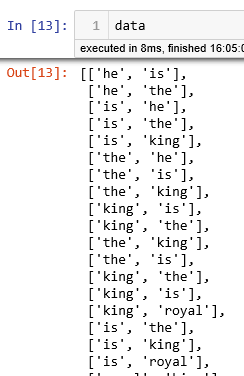 In [13]: 1 data
executed in 8ms, finished 16:05:0
Out[13]: [['he', 'is'],
['he', 'the'],
['is', 'he'],
['is', 'the'],
['is', 'king'],
['the', 'he'],
['the', 'is'],
['the', 'king'],
['king', 'is'],
['king', 'the'],
['the', 'king'],
['the', 'is'],
['king', 'the'],
['king', 'is'],
['king', 'royal'],
['is', 'the'],
['is', 'king'],
['is', 'royal'],